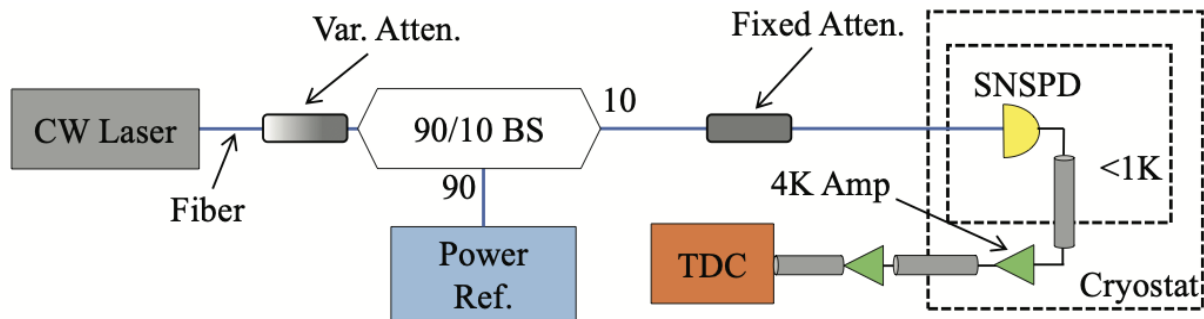 Var. Atten.
Fixed Atten.
SNSPD
CW Laser
90/10 BS
10
<1K
Fiber
90
4K Amp
Power
Ref.
TDC
Cryostat